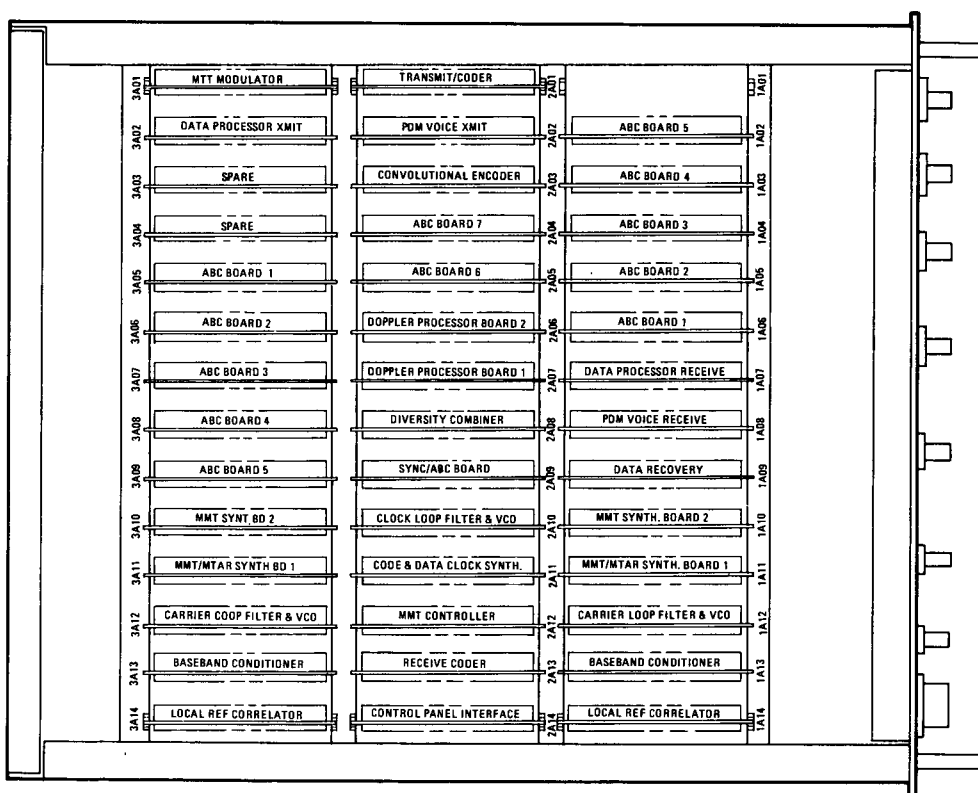 3A01 MTT MODULATOR TRANSMIT/CODER 2A01 1A01
3A02 DATA PROCESSOR XMIT PDM VOICE XMIT 2A02 ABC BOARD 5 1A02
3A03 SPARE CONVOLUTIONAL ENCODER 2A03 ABC BOARD 4 1A03
3A04 SPARE ABC BOARD 7 2A04 ABC BOARD 3 1A04
3A05 ABC BOARD 1 ABC BOARD 6 2A05 ABC BOARD 2 1A06
3A06 ABC BOARD 2 DOPPLER PROCESSOR BOARD 2 2A06 ABC BOARD 1 1A06
3A07 ABC BOARD 3 DOPPLER PROCESSOR BOARD 1 2A07 DATA PROCESSOR RECEIVE 1A07
3A08 ABC BOARD 4 DIVERSITY COMBINER 2A08 PDM VOICE RECEIVE 1A08
3A09 ABC BOARD 5 SYNC/ABC BOARD 2A09 DATA RECOVERY 1A09
3A10 MMT SYNT. BD 2 CLOCK LOOP FILTER & VCO 2A10 MMT SYNTH. BOARD 2 1A10
3A11 MMT/MTAR SYNTH BD 1 CODE & DATA CLOCK SYNTH. 2A11 MMT/MTAR SYNTH. BOARD 1 1A11
3A12 CARRIER COOP FILTER & VCO MMT CONTROLLER 2A12 CARRIER LOOP FILTER & VCO 1A12
3A13 BASEBAND CONDITIONER RECEIVE CODER 2A13 BASEBAND CONDITIONER 1A13
3A14 LOCAL REF CORRELATOR CONTROL PANEL INTERFACE 2A14 LOCAL REF CORRELATOR 1A14